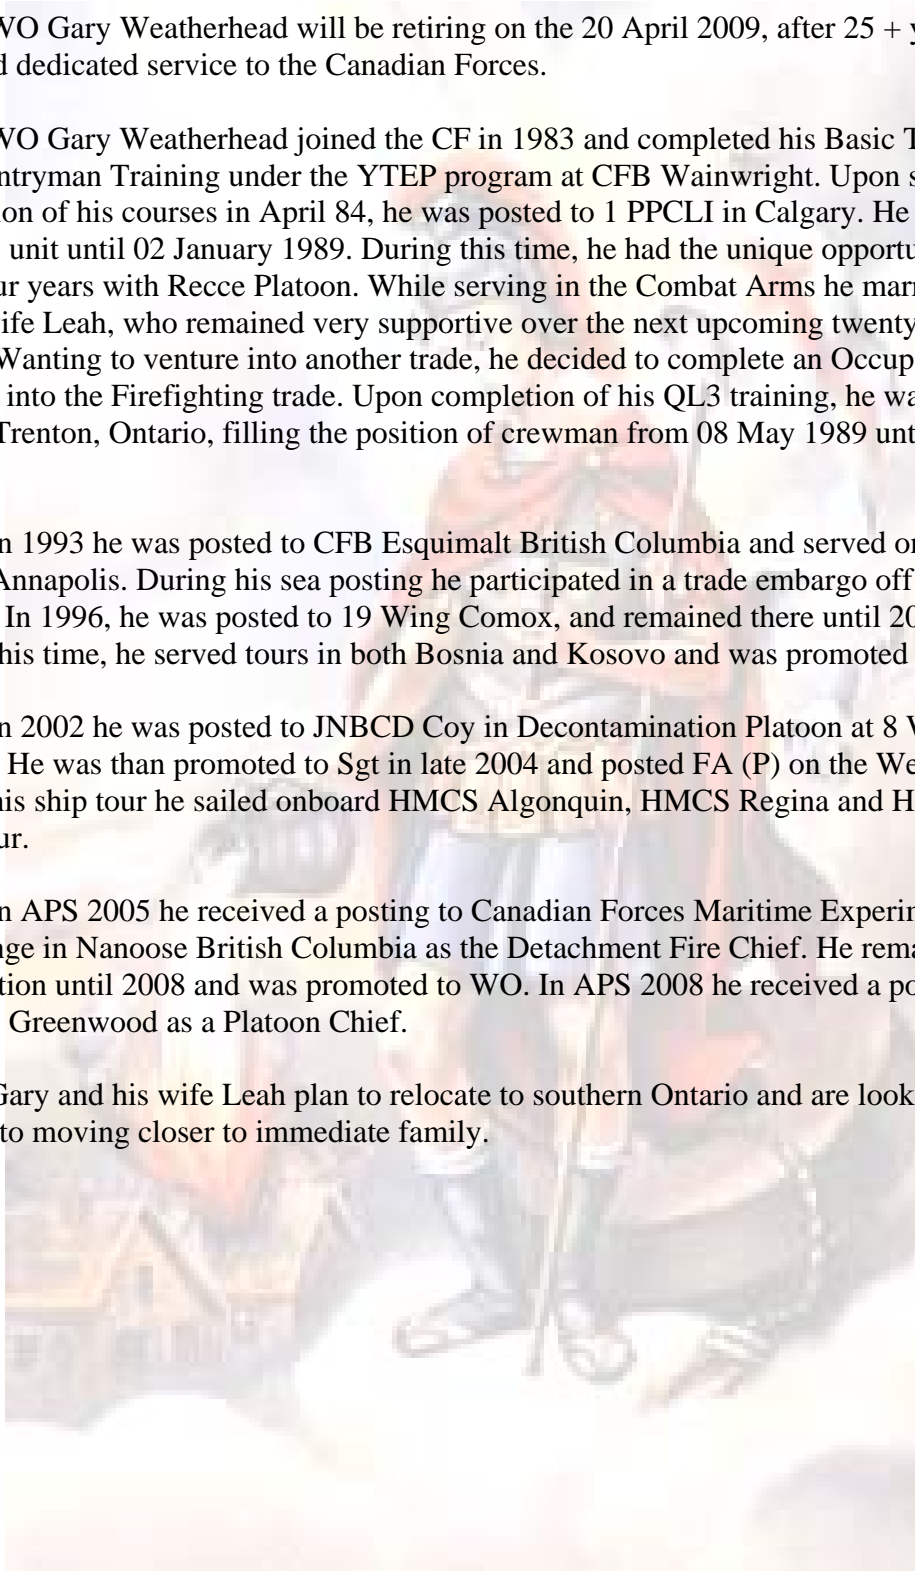 WO Gary Weatherhead will be retiring on the 20 April 2009, after 25 + y
d dedicated service to the Canadian Forces.
WO Gary Weatherhead joined the CF in 1983 and completed his Basic T
ntryman Training under the YTEP program at CFB Wainwright. Upon s
ion of his courses in April 84, he was posted to 1 PPCLI in Calgary. He
unit until 02 January 1989. During this time, he had the unique opportu
ur years with Recce Platoon. While serving in the Combat Arms he marr
ife Leah, who remained very supportive over the next upcoming twenty
Wanting to venture into another trade, he decided to complete an Occup
into the Firefighting trade. Upon completion of his QL3 training, he wa
Trenton, Ontario, filling the position of crewman from 08 May 1989 unt
n 1993 he was posted to CFB Esquimalt British Columbia and served on
Annapolis. During his sea posting he participated in a trade embargo off
In 1996, he was posted to 19 Wing Comox, and remained there until 20
his time, he served tours in both Bosnia and Kosovo and was promoted
n 2002 he was posted to JNBCD Coy in Decontamination Platoon at 8 W
He was than promoted to Sgt in late 2004 and posted FA (P) on the We
his ship tour he sailed onboard HMCS Algonquin, HMCS Regina and H
ur.
n APS 2005 he received a posting to Canadian Forces Maritime Experim
nge in Nanoose British Columbia as the Detachment Fire Chief. He rema
tion until 2008 and was promoted to WO. In APS 2008 he received a po
Greenwood as a Platoon Chief.
Gary and his wife Leah plan to relocate to southern Ontario and are looki
to moving closer to immediate family.